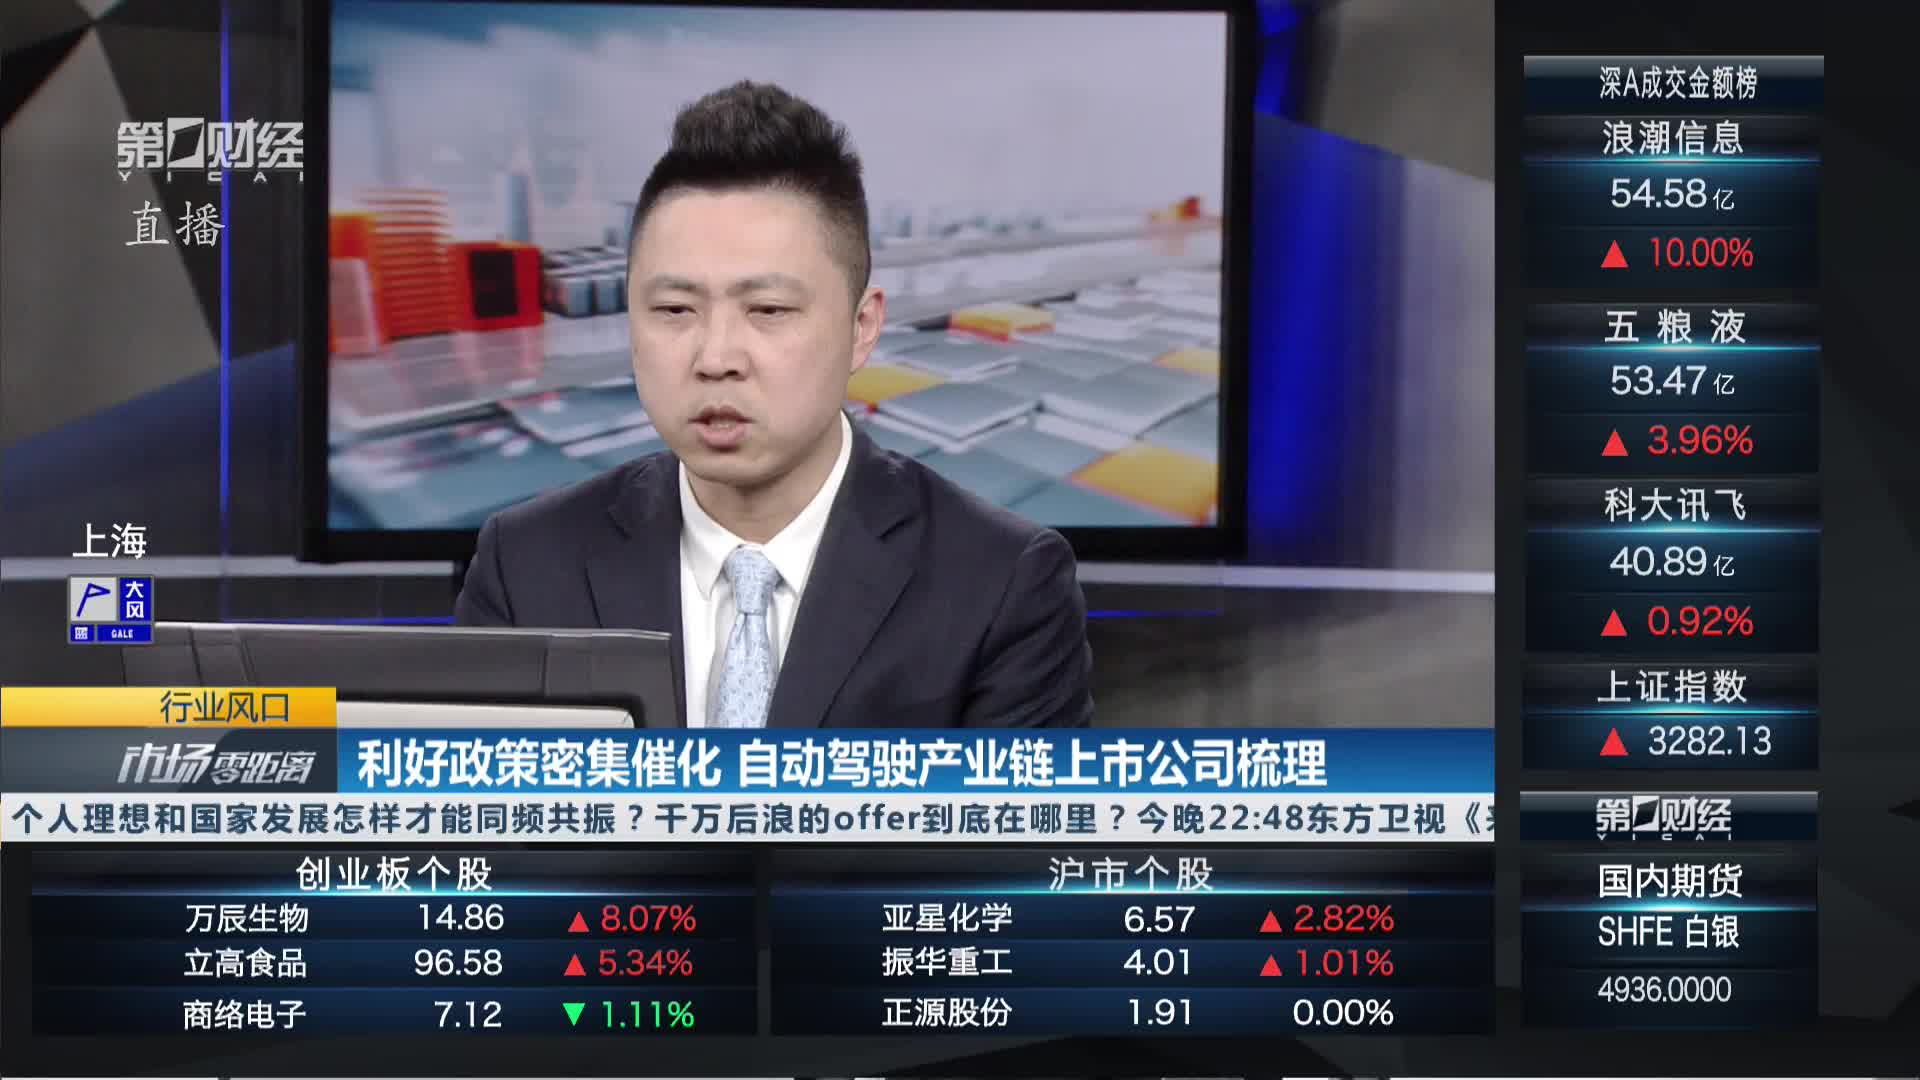 第一财经
YICAI
直播
上海
大风
蓝 GALE
行业风口
市场零距离
利好政策密集催化 自动驾驶产业链上市公司梳理
个人理想和国家发展怎样才能同频共振？千万后浪的offer到底在哪里？今晚22:48东方卫视《
创业板个股
万辰生物 14.86 ▲ 8.07%
立高食品 96.58 ▲ 5.34%
商络电子 7.12 ▼ 1.11%
沪市个股
亚星化学 6.57 ▲ 2.82%
振华重工 4.01 ▲ 1.01%
正源股份 1.91 0.00%
深A成交金额榜
浪潮信息
54.58亿
▲ 10.00%
五粮液
53.47亿
▲ 3.96%
科大讯飞
40.89亿
▲ 0.92%
上证指数
▲ 3282.13
第一财经
YICAI
国内期货
SHFE 白银
4936.0000